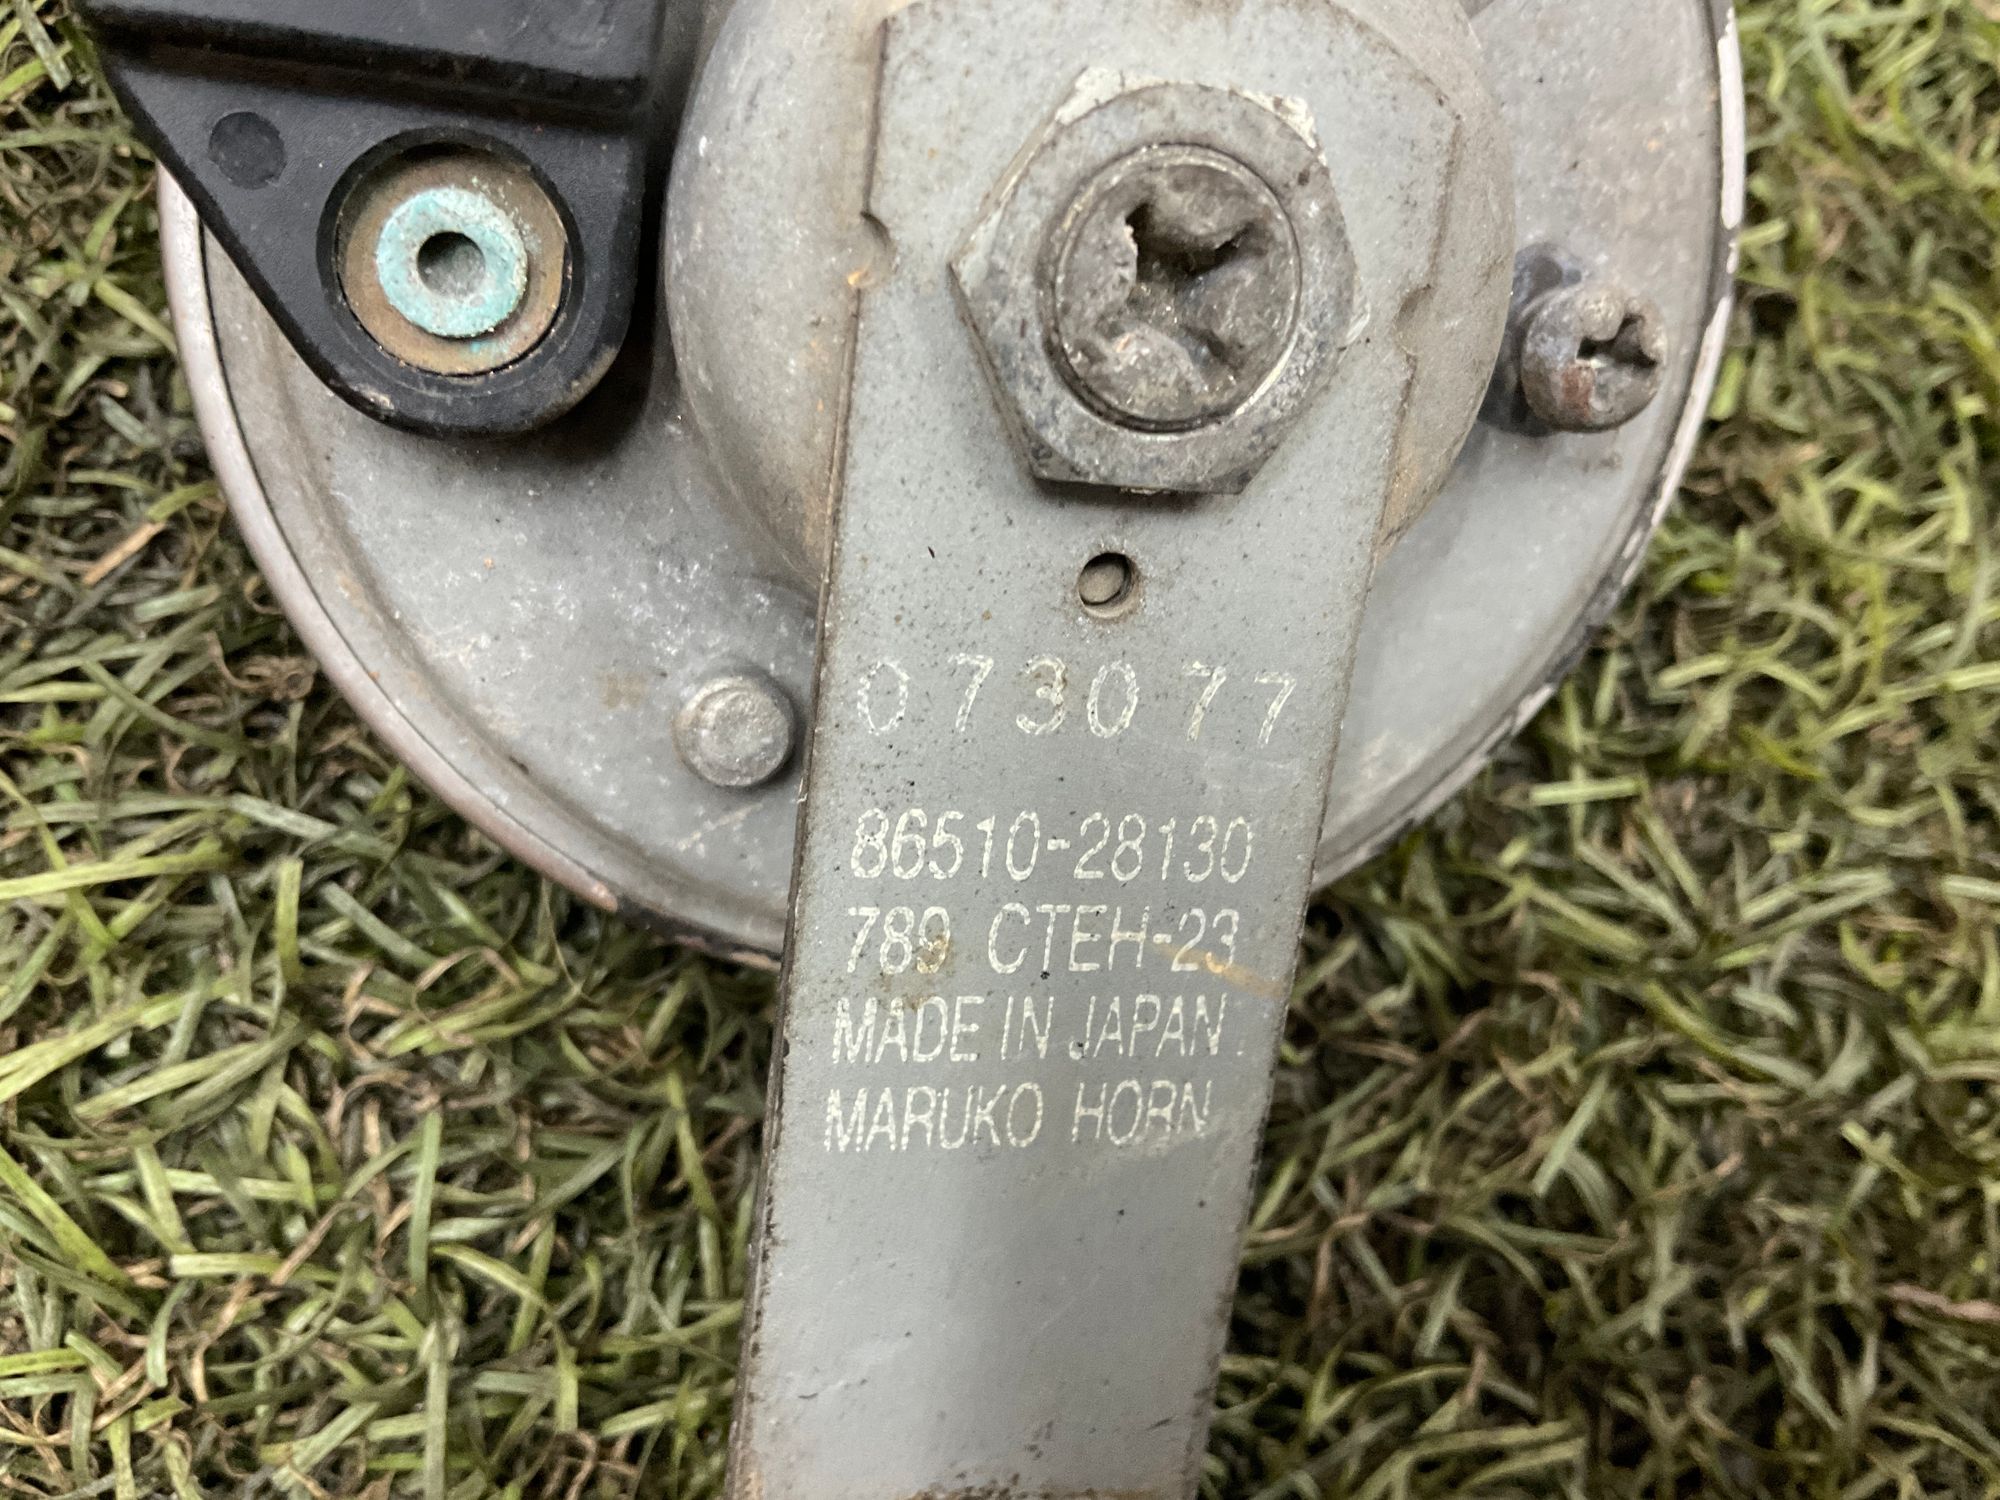 073077
86510-28130
789 CTEH-23
MADE IN JAPAN
MARUKO HORN